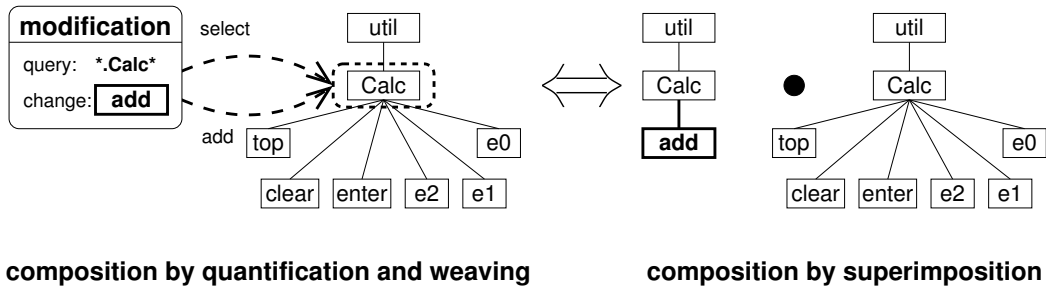 modification
query: *.Calc*
change: add
select
add
util
Calc
top
e0
clear
enter
e2
e1
util
Calc
add
util
Calc
top
e0
clear
enter
e2
e1
composition by quantification and weaving
composition by superimposition